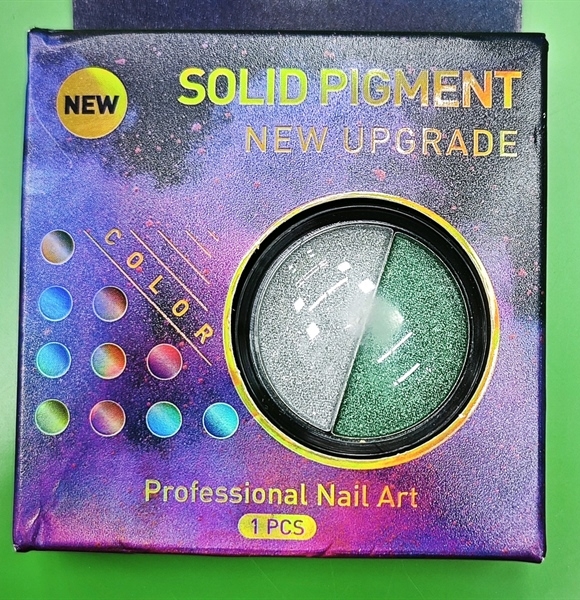 NEW
SOLID PIGMENT
NEW UPGRADE
COLOR
Professional Nail Art
1 PCS